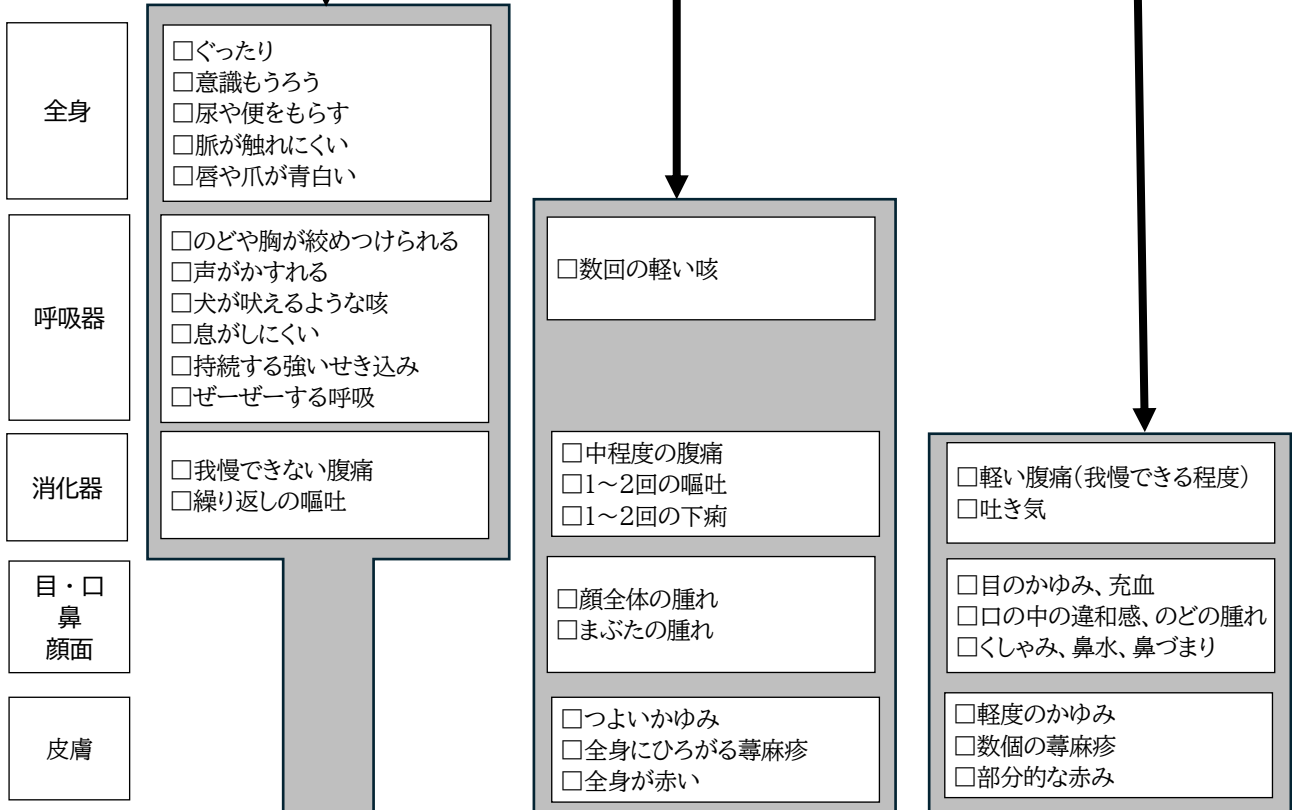 全身
□ぐったり
□意識もうろう
□尿や便をもらす
□脈が触れにくい
□唇や爪が青白い
呼吸器
□のどや胸が絞めつけられる
□声がかすれる
□犬が吠えるような咳
□息がしにくい
□持続する強いせき込み
□ぜーぜーする呼吸
□数回の軽い咳
消化器
□我慢できない腹痛
□繰り返しの嘔吐
□中程度の腹痛
□1～2回の嘔吐
□1～2回の下痢
□軽い腹痛(我慢できる程度)
□吐き気
目・口
鼻
顔面
□顔全体の腫れ
□まぶたの腫れ
□目のかゆみ、充血
□口の中の違和感、のどの腫れ
□くしゃみ、鼻水、鼻づまり
皮膚
□つよいかゆみ
□全身にひろがる蕁麻疹
□全身が赤い
□軽度のかゆみ
□数個の蕁麻疹
□部分的な赤み